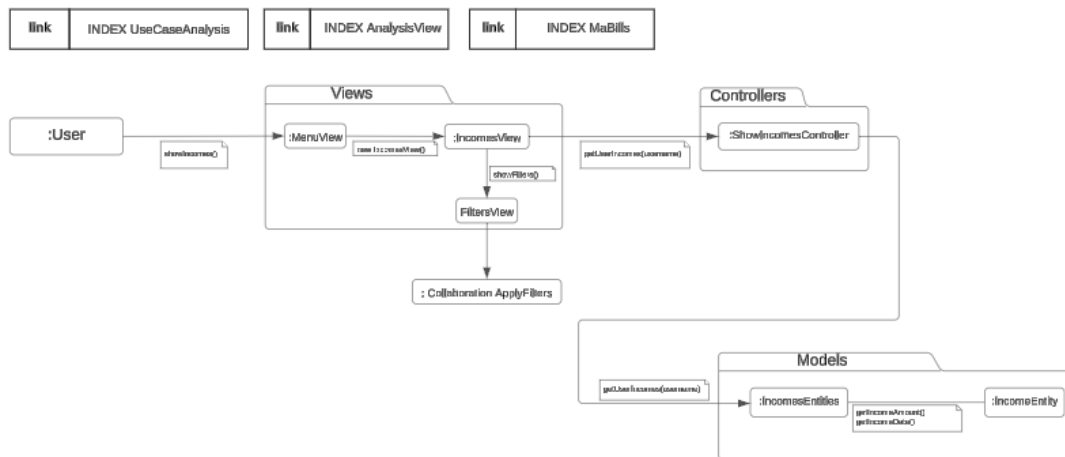 link INDEX UseCaseAnalysis
link INDEX AnalysisView
link INDEX MaBills
Views
Controllers
:User
:MenuView
:IncomesView
:ShowIncomesController
showIncomes()
new IncomesView()
getUserIncomes(username)
showFilters()
FiltersView
: Collaboration ApplyFilters
Models
getUserIncomes(username)
:IncomesEntities
:IncomeEntity
getIncomeAmount()
getIncomeDate()